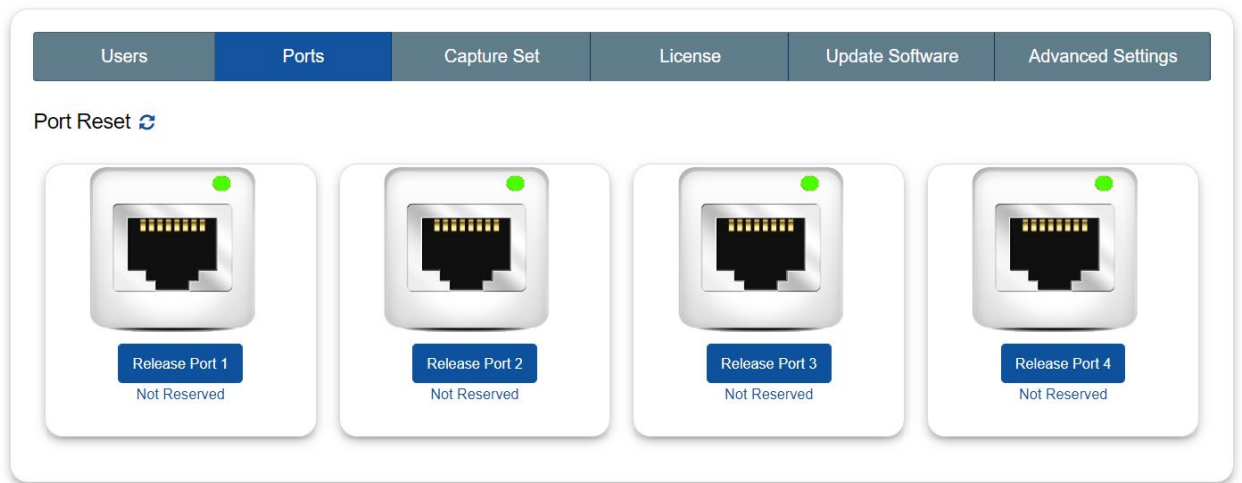 Users Ports Capture Set License Update Software Advanced Settings
Port Reset
Release Port 1 Release Port 2 Release Port 3 Release Port 4
Not Reserved Not Reserved Not Reserved Not Reserved